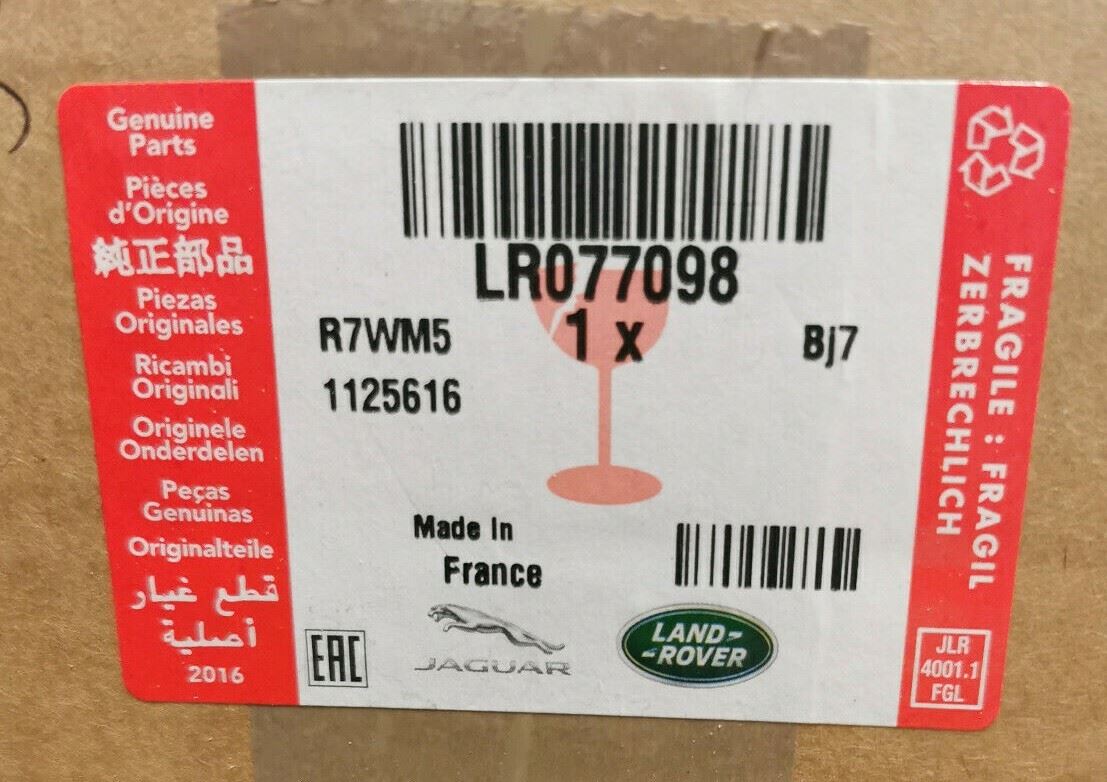 Genuine
Parts
Pièces
d'Origine
純正部品
Piezas
Originales
Ricambi
Originali
Originele
Onderdelen
Peças
Genuinas
Originalteile
قطع غيار
أصلية
2016
LR077098
R7WM5
1 x
Bj7
1125616
Made In
France
EAC
JAGUAR
LAND-
-ROVER
FRAGILE : FRAGIL
ZERBRECHLICH
JLR
4001.1
FGL